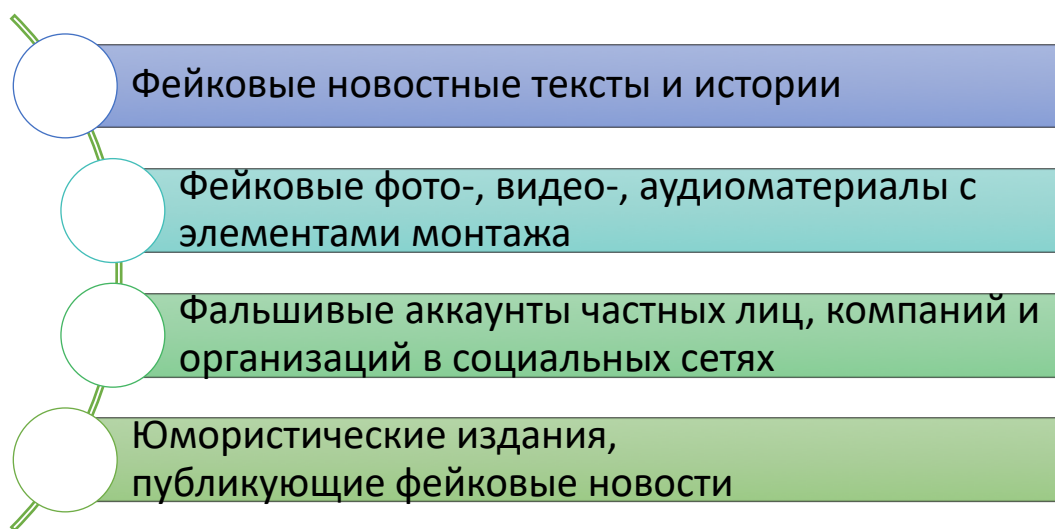 Фейковые новостные тексты и истории
Фейковые фото-, видео-, аудиоматериалы с
элементами монтажа
Фальшивые аккаунты частных лиц, компаний и
организаций в социальных сетях
Юмористические издания,
публикующие фейковые новости